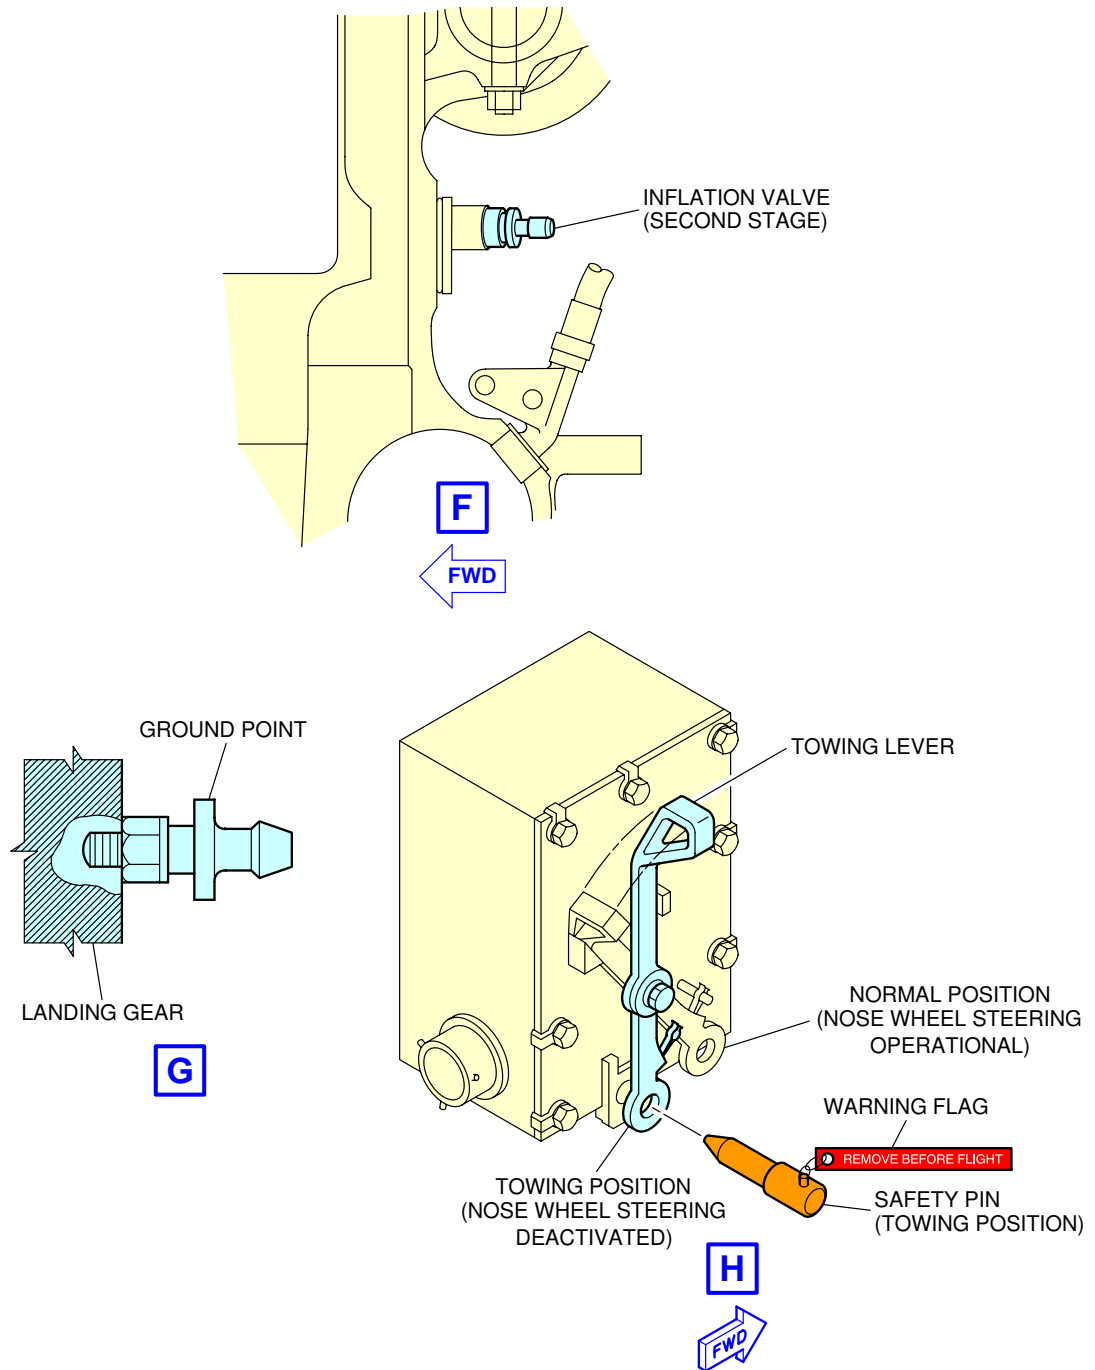 INFLATION VALVE
(SECOND STAGE)
F
FWD
GROUND POINT
TOWING LEVER
LANDING GEAR
G
NORMAL POSITION
(NOSE WHEEL STEERING
OPERATIONAL)
WARNING FLAG
REMOVE BEFORE FLIGHT
TOWING POSITION
(NOSE WHEEL STEERING
DEACTIVATED)
SAFETY PIN
(TOWING POSITION)
H
FWD